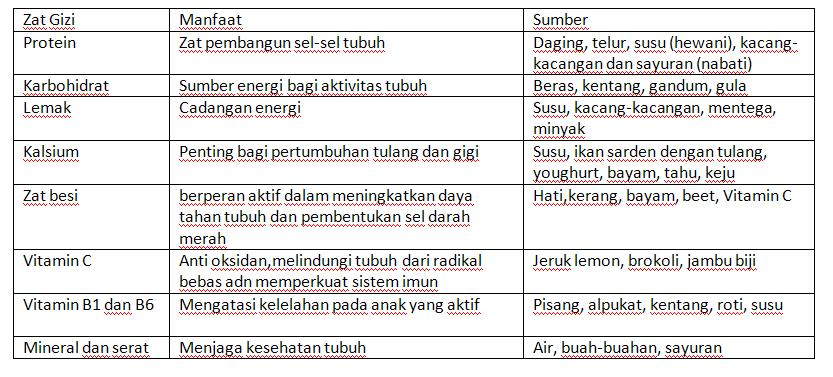 Zat Gizi Manfaat Sumber
Protein Zat pembangun sel-sel tubuh Daging, telur, susu (hewani), kacang-
kacangan dan sayuran (nabati)
Karbohidrat Sumber energi bagi aktivitas tubuh Beras, kentang, gandum, gula
Lemak Cadangan energi Susu, kacang-kacangan, mentega,
minyak
Kalsium Penting bagi pertumbuhan tulang dan gigi Susu, ikan sarden dengan tulang,
youghurt, bayam, tahu, keju
Zat besi berperan aktif dalam meningkatkan daya Hati,kerang, bayam, beet, Vitamin C
tahan tubuh dan pembentukan sel darah
merah
Vitamin C Anti oksidan,melindungi tubuh dari radikal Jeruk lemon, brokoli, jambu biji
bebas adn memperkuat sistem imun
Vitamin B1 dan B6 Mengatasi kelelahan pada anak yang aktif Pisang, alpukat, kentang, roti, susu
Mineral dan serat Menjaga kesehatan tubuh Air, buah-buahan, sayuran